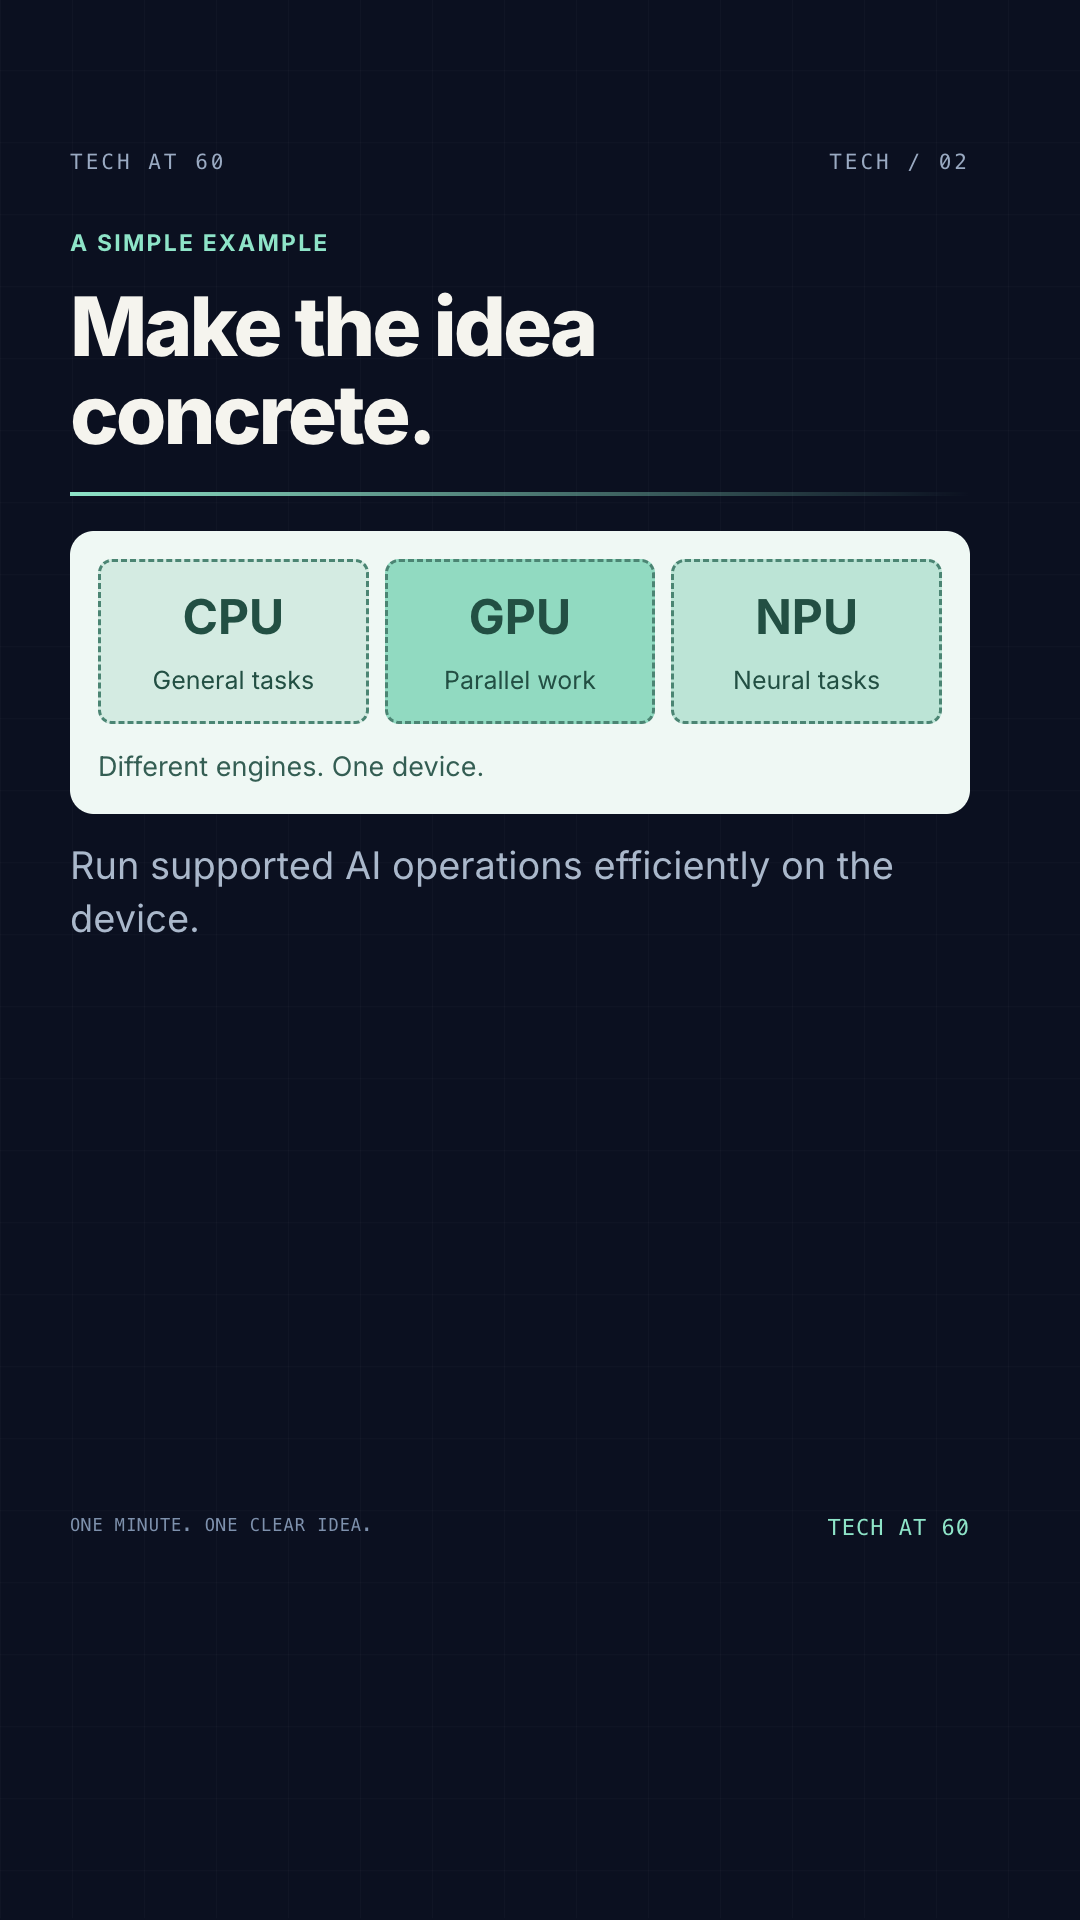 TECH AT 60
TECH / 02
A SIMPLE EXAMPLE
Make the idea
concrete.
CPU
General tasks
GPU
Parallel work
NPU
Neural tasks
Different engines. One device.
Run supported AI operations efficiently on the
device.
ONE MINUTE. ONE CLEAR IDEA.
TECH AT 60